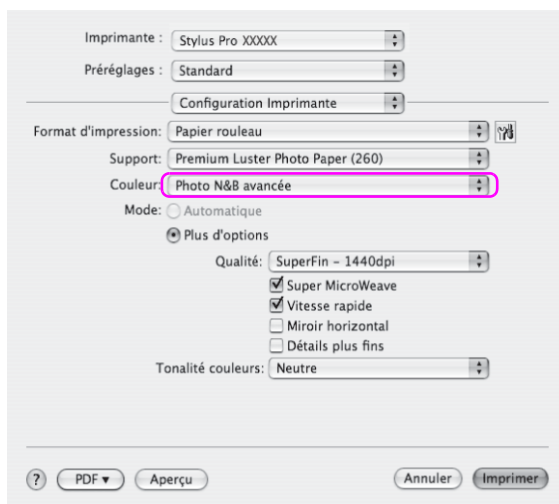 Imprimante : Stylus Pro XXXXX
Préréglages : Standard
Configuration Imprimante
Format d'impression: Papier rouleau
Support: Premium Luster Photo Paper (260)
Couleur: Photo N&B avancée
Mode: Automatique
Plus d'options
Qualité: SuperFin – 1440dpi
Super MicroWeave
Vitesse rapide
Miroir horizontal
Détails plus fins
Tonalité couleurs: Neutre
? PDF ▼ Aperçu Annuler Imprimer